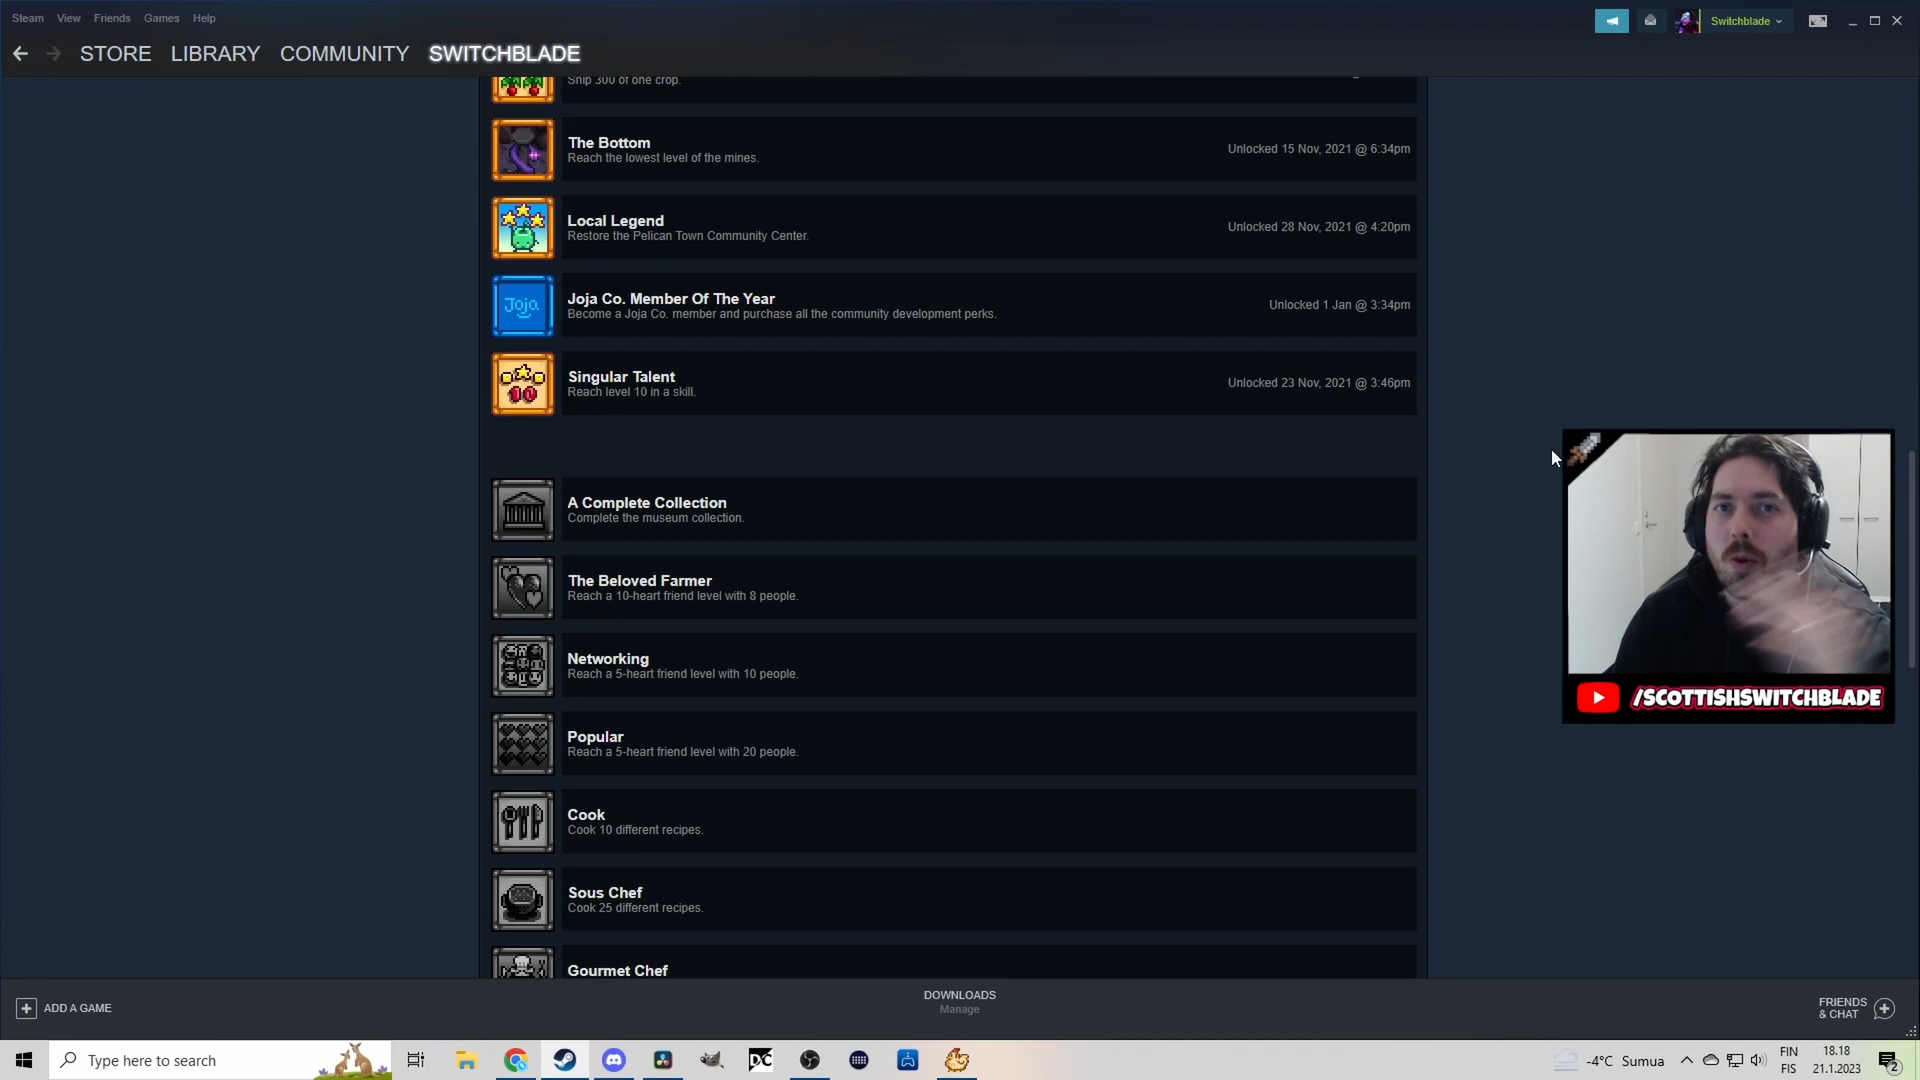 Steam View Friends Games Help
Switchblade
STORE LIBRARY COMMUNITY SWITCHBLADE
Ship 300 of one crop.
The Bottom
Reach the lowest level of the mines.
Unlocked 15 Nov, 2021 @ 6:34pm
Local Legend
Restore the Pelican Town Community Center.
Unlocked 28 Nov, 2021 @ 4:20pm
Joja
Joja Co. Member Of The Year
Become a Joja Co. member and purchase all the community development perks.
Unlocked 1 Jan @ 3:34pm
Singular Talent
Reach level 10 in a skill.
Unlocked 23 Nov, 2021 @ 3:46pm
10
A Complete Collection
Complete the museum collection.
The Beloved Farmer
Reach a 10-heart friend level with 8 people.
Networking
Reach a 5-heart friend level with 10 people.
Popular
Reach a 5-heart friend level with 20 people.
Cook
Cook 10 different recipes.
Sous Chef
Cook 25 different recipes.
Gourmet Chef
/SCOTTISHSWITCHBLADE
ADD A GAME
DOWNLOADS
Manage
FRIENDS
& CHAT
Type here to search
DC
-4°C Sumua
FIN
FIS
18.18
21.1.2023
2